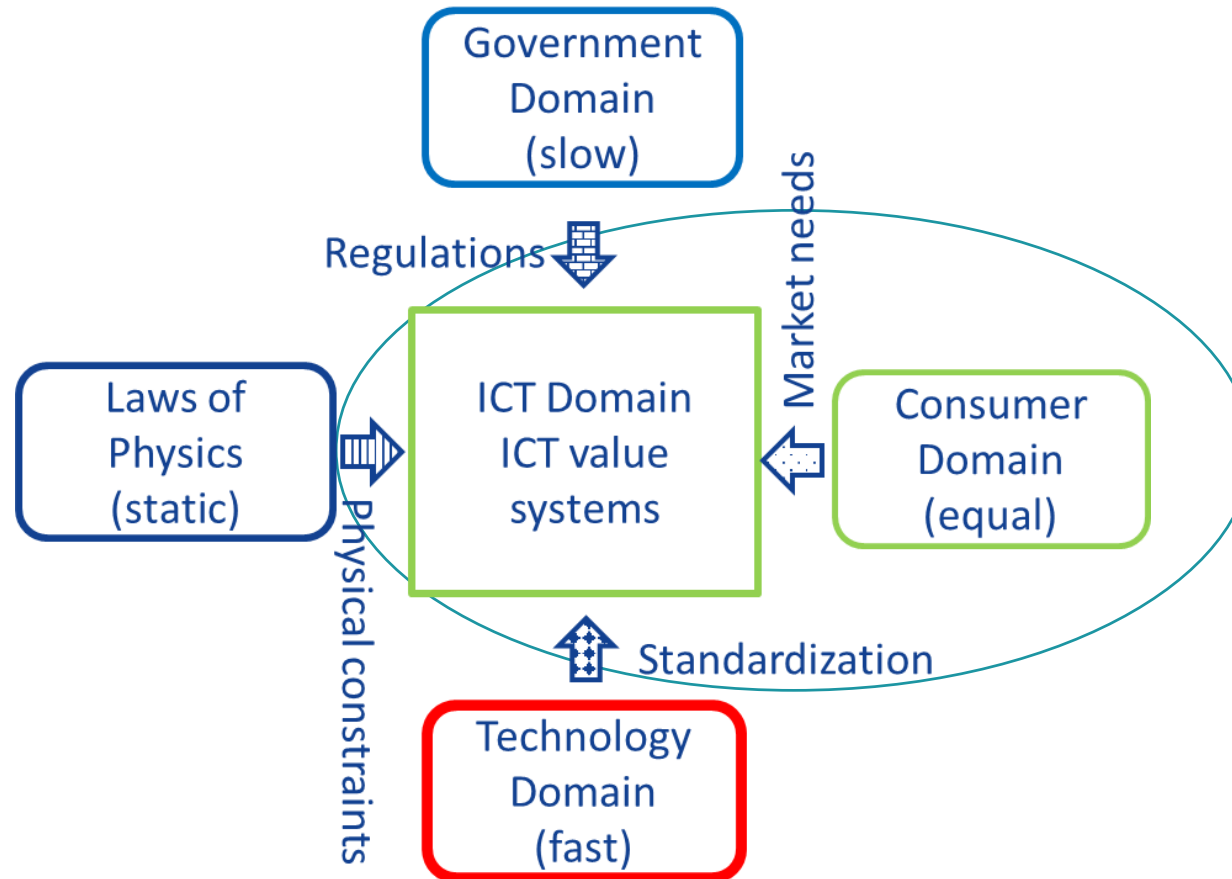 Government
Domain
(slow)
Regulations
Market needs
Laws of
Physics
(static)
ICT Domain
ICT value
systems
Consumer
Domain
(equal)
Physical constraints
Standardization
Technology
Domain
(fast)